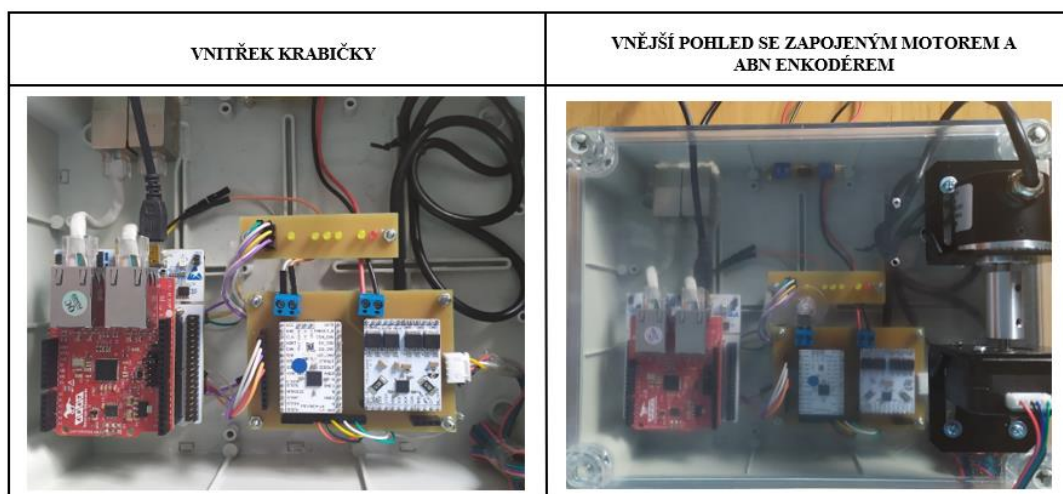 VNITŘEK KRABIČKY
VNĚJŠÍ POHLED SE ZAPOJENÝM MOTOREM A
ABN ENKODÉREM